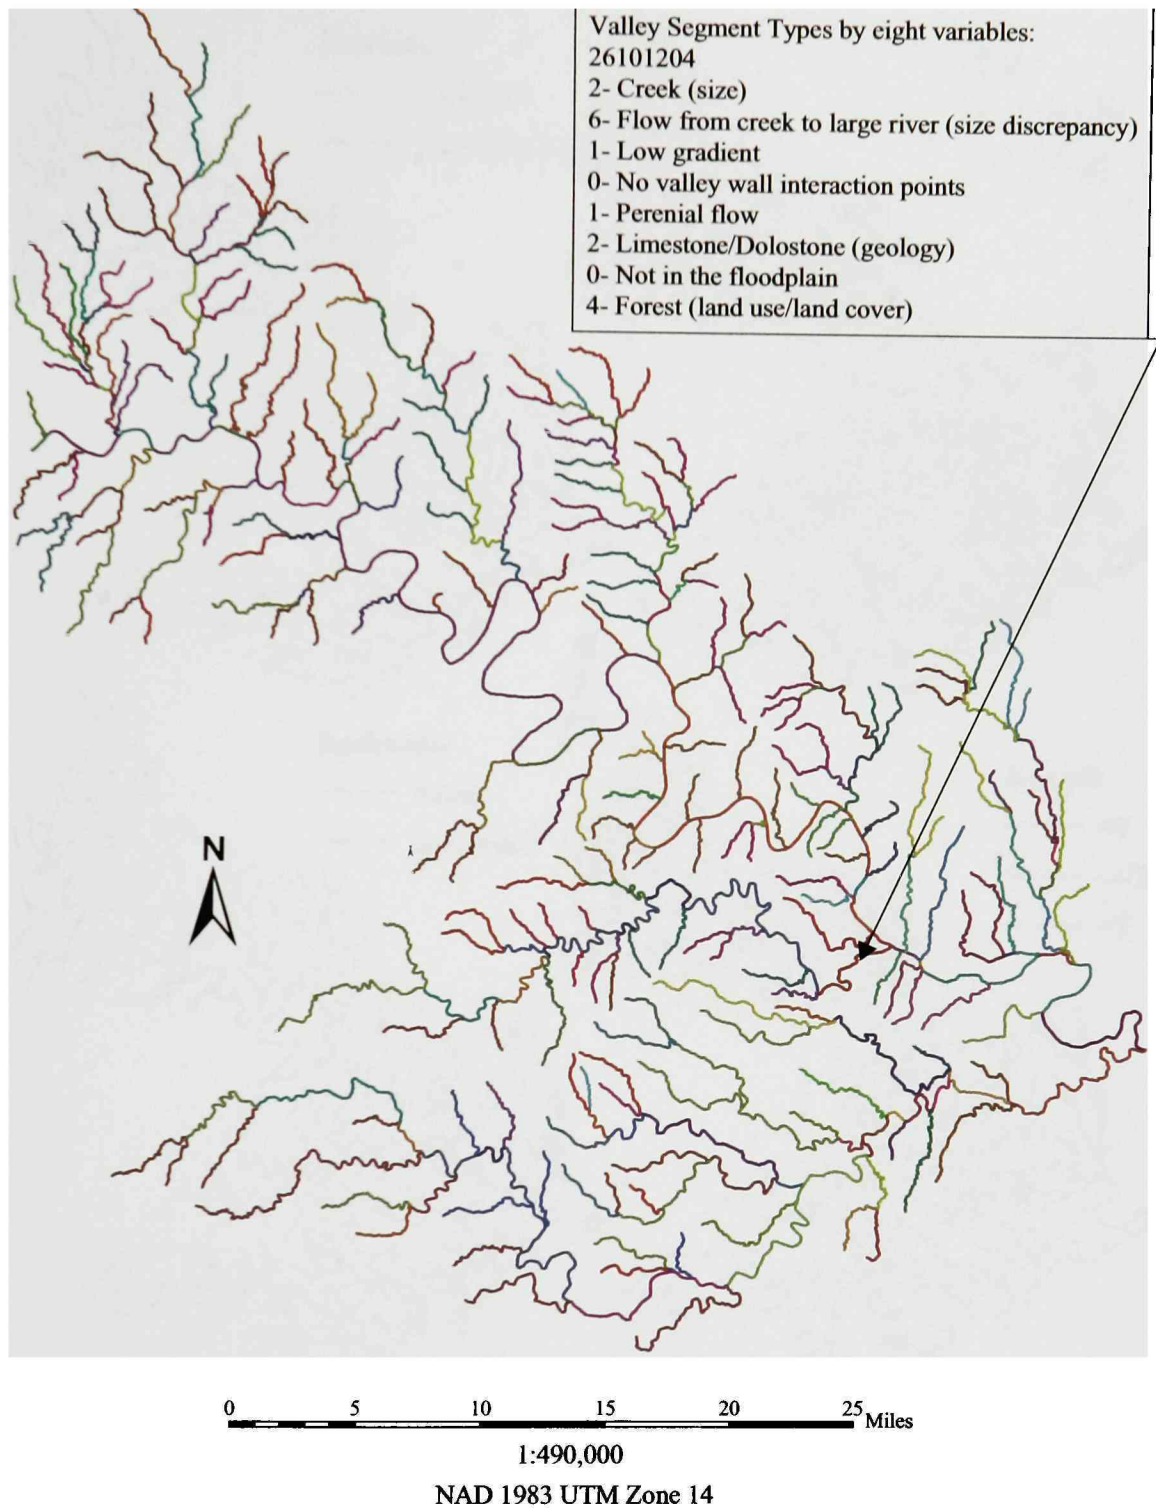 Valley Segment Types by eight variables:
26101204
2- Creek (size)
6- Flow from creek to large river (size discrepancy)
1- Low gradient
0- No valley wall interaction points
1- Perenial flow
2- Limestone/Dolostone (geology)
0- Not in the floodplain
4- Forest (land use/land cover)
N
0 5 10 15 20 25 Miles
1:490,000
NAD 1983 UTM Zone 14